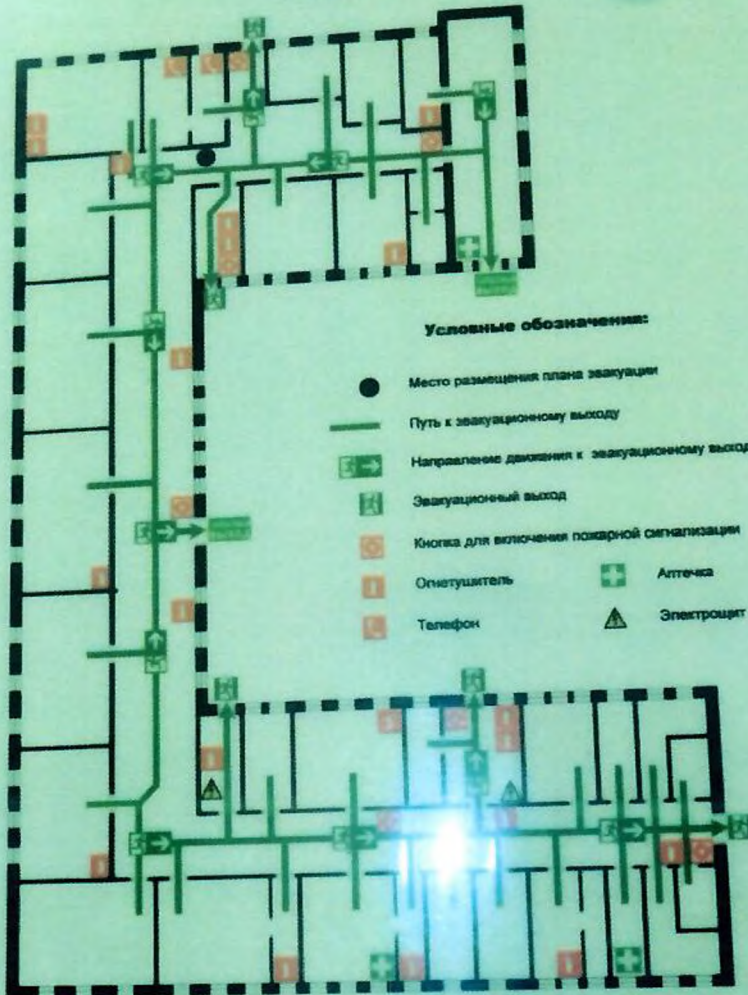 Условные обозначения:
Место размещения плана эвакуации
Путь к эвакуационному выходу
Направление движения к эвакуационному выход
Эвакуационный выход
Кнопка для включения пожарной сигнализации
Огнетушитель
Аптечка
Телефон
Электрощит